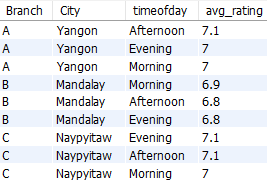 Branch City timeofday avg_rating
A Yangon Afternoon 7.1
A Yangon Evening 7
A Yangon Morning 7
B Mandalay Morning 6.9
B Mandalay Afternoon 6.8
B Mandalay Evening 6.8
C Naypyitaw Evening 7.1
C Naypyitaw Afternoon 7.1
C Naypyitaw Morning 7